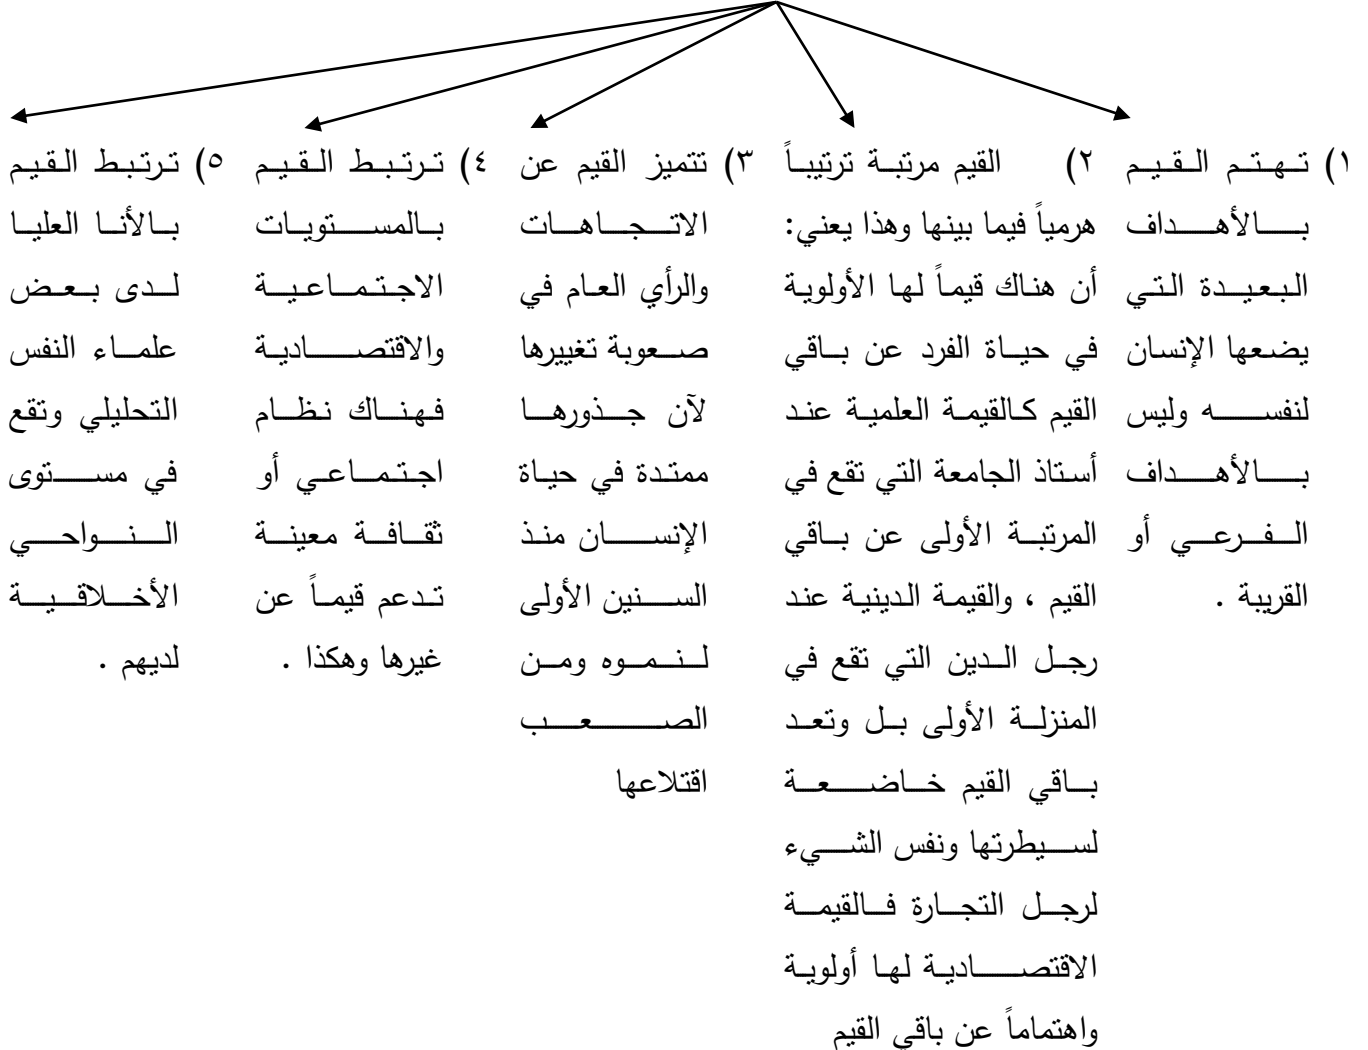 ١) تهتم القيم
بالأهداف
البعيدة التي
يضعها الإنسان
لنفسه وليس
بالأهداف
الفرعي أو
القريبة .
٢) القيم مرتبة ترتيباً
هرمياً فيما بينها وهذا يعني:
أن هناك قيماً لها الأولوية
في حياة الفرد عن باقي
القيم كالقيمة العلمية عند
أستاذ الجامعة التي تقع في
المرتبة الأولى عن باقي
القيم ، والقيمة الدينية عند
رجل الدين التي تقع في
المنزلة الأولى بل وتعد
باقي القيم خاضعة
لسيطرتها ونفس الشيء
لرجل التجارة فالقيمة
الاقتصادية لها أولوية
واهتماماً عن باقي القيم
٣) تتميز القيم عن
الاتجاهات
والرأي العام في
صعوبة تغييرها
لآن جذورها
ممتدة في حياة
الإنسان منذ
السنين الأولى
لنموه ومن
الصعب
اقتلاعها
٤) ترتبط القيم
بالمستويات
الاجتماعية
والاقتصادية
فهناك نظام
اجتماعي أو
ثقافة معينة
تدعم قيماً عن
غيرها وهكذا .
٥) ترتبط القيم
بالأنا العليا
لدى بعض
علماء النفس
التحليلي وتقع
في مستوى
النواحي
الأخلاقية
لديهم .